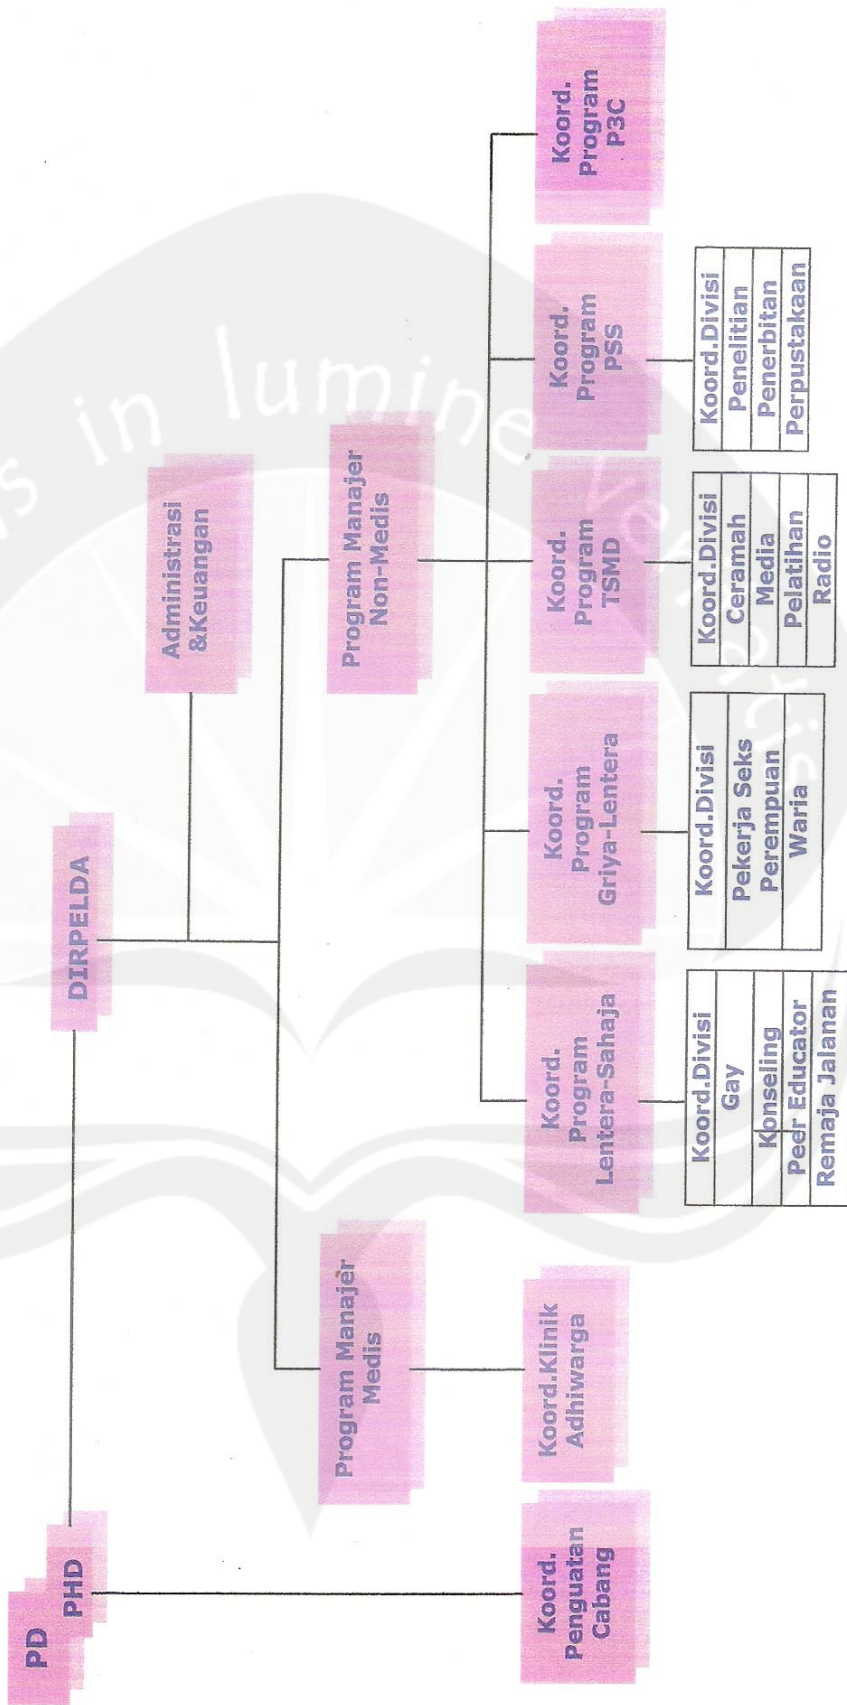 PD
PHD
DIRPELDA
Administrasi
&Keuangan
Program Manajer
Medis
Program Manajer
Non-Medis
Koord.
Penguatan
Cabang
Koord.Klinik
Adhiwarga
Koord.
Program
Lentera-Sahaja
Koord.
Program
Griya-Lentera
Koord.
Program
TSMD
Koord.
Program
PSS
Koord.
Program
P3C
Koord.Divisi
Gay
Konseling
Peer Educator
Remaja Jalanan
Koord.Divisi
Pekerja Seks
Perempuan
Waria
Koord.Divisi
Ceramah
Media
Pelatihan
Radio
Koord.Divisi
Penelitian
Penerbitan
Perpustakaan
in lumine veritatis